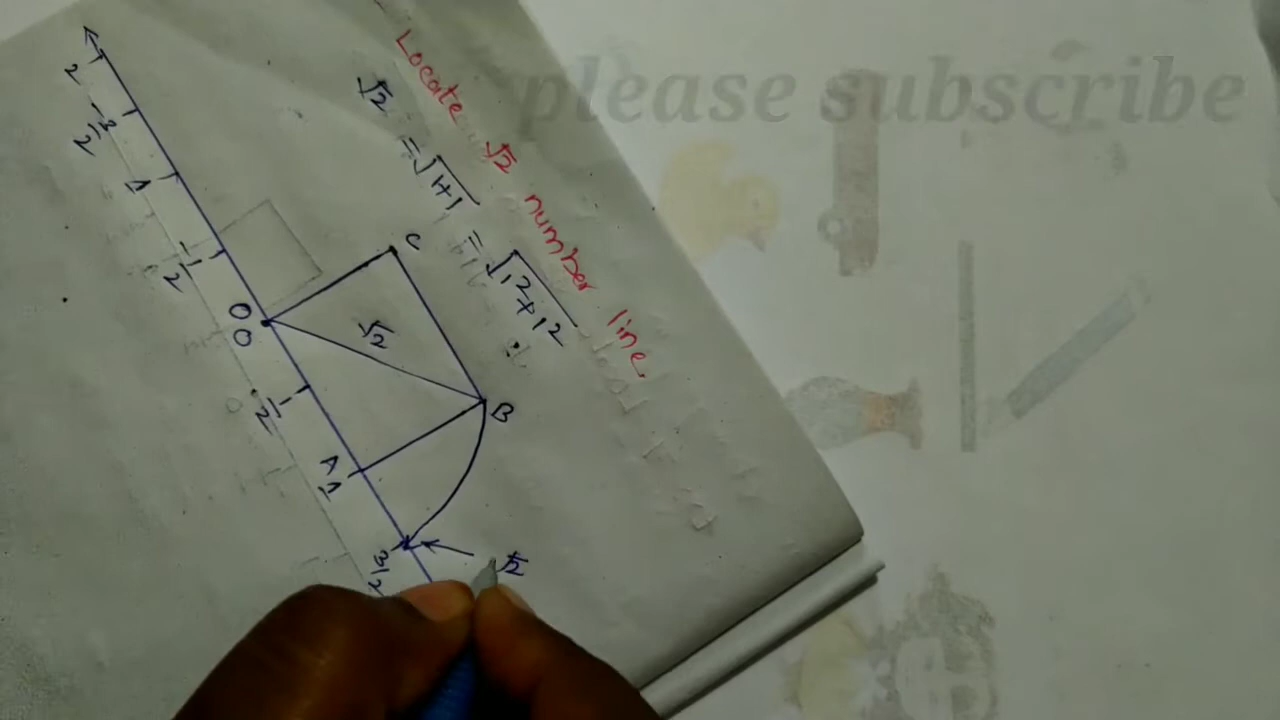 please subscribe
Locate √2 number line.
√2 = √1+1 = √1²+1²
C
√2
B
2 -3/2 1 -1/2 0 1/2 1 3/2
O
A
√2